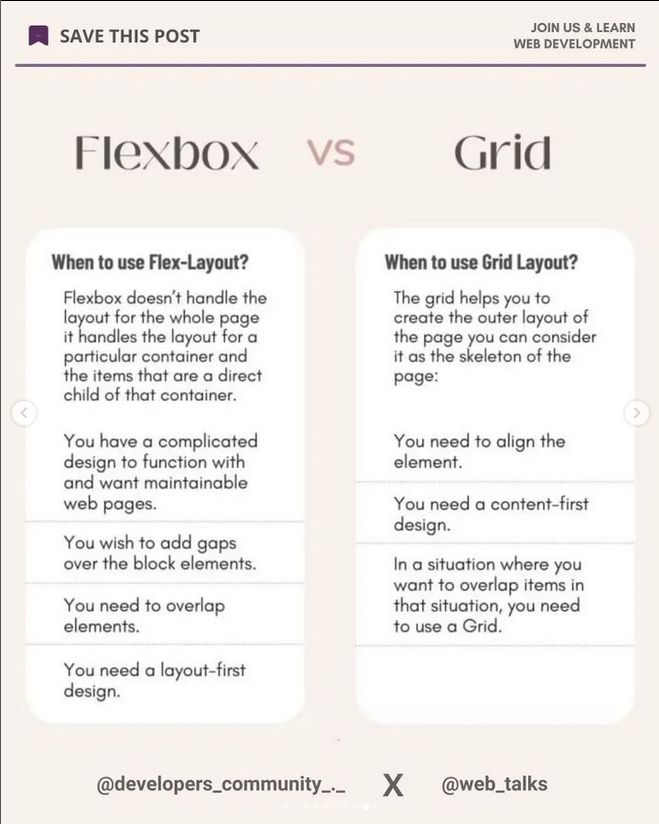 SAVE THIS POST
JOIN US & LEARN
WEB DEVELOPMENT
Flexbox VS Grid
When to use Flex-Layout?
Flexbox doesn't handle the
layout for the whole page
it handles the layout for a
particular container and
the items that are a direct
child of that container.
You have a complicated
design to function with
and want maintainable
web pages.
You wish to add gaps
over the block elements.
You need to overlap
elements.
You need a layout-first
design.
When to use Grid Layout?
The grid helps you to
create the outer layout of
the page you can consider
it as the skeleton of the
page:
You need to align the
element.
You need a content-first
design.
In a situation where you
want to overlap items in
that situation, you need
to use a Grid.
@developers_community_._ X @web_talks